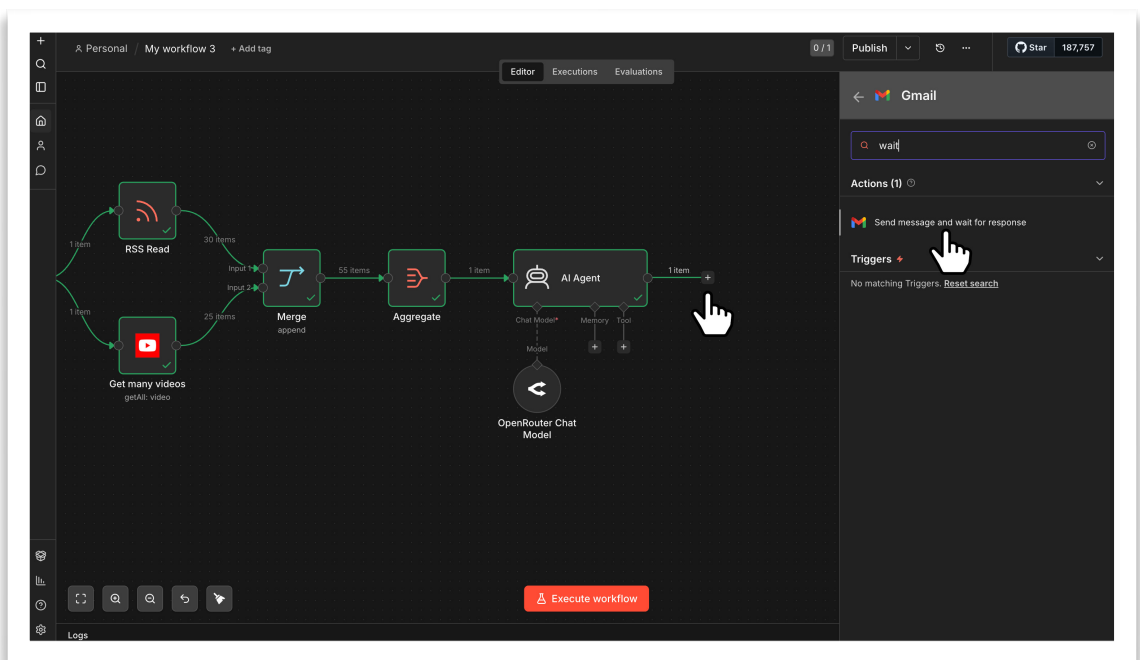 Personal / My workflow 3 + Add tag
0 / 1 Publish ... Star 187,757
Editor Executions Evaluations
Gmail
wait
Actions (1)
Send message and wait for response
Triggers
No matching Triggers. Reset search
1 item
RSS Read
30 items
Input 1
Input 2
1 item
25 items
Get many videos
getAll: video
Merge
append
55 items
Aggregate
1 item
AI Agent
1 item
Chat Model*
Memory
Tool
Model
OpenRouter Chat
Model
Execute workflow
Logs